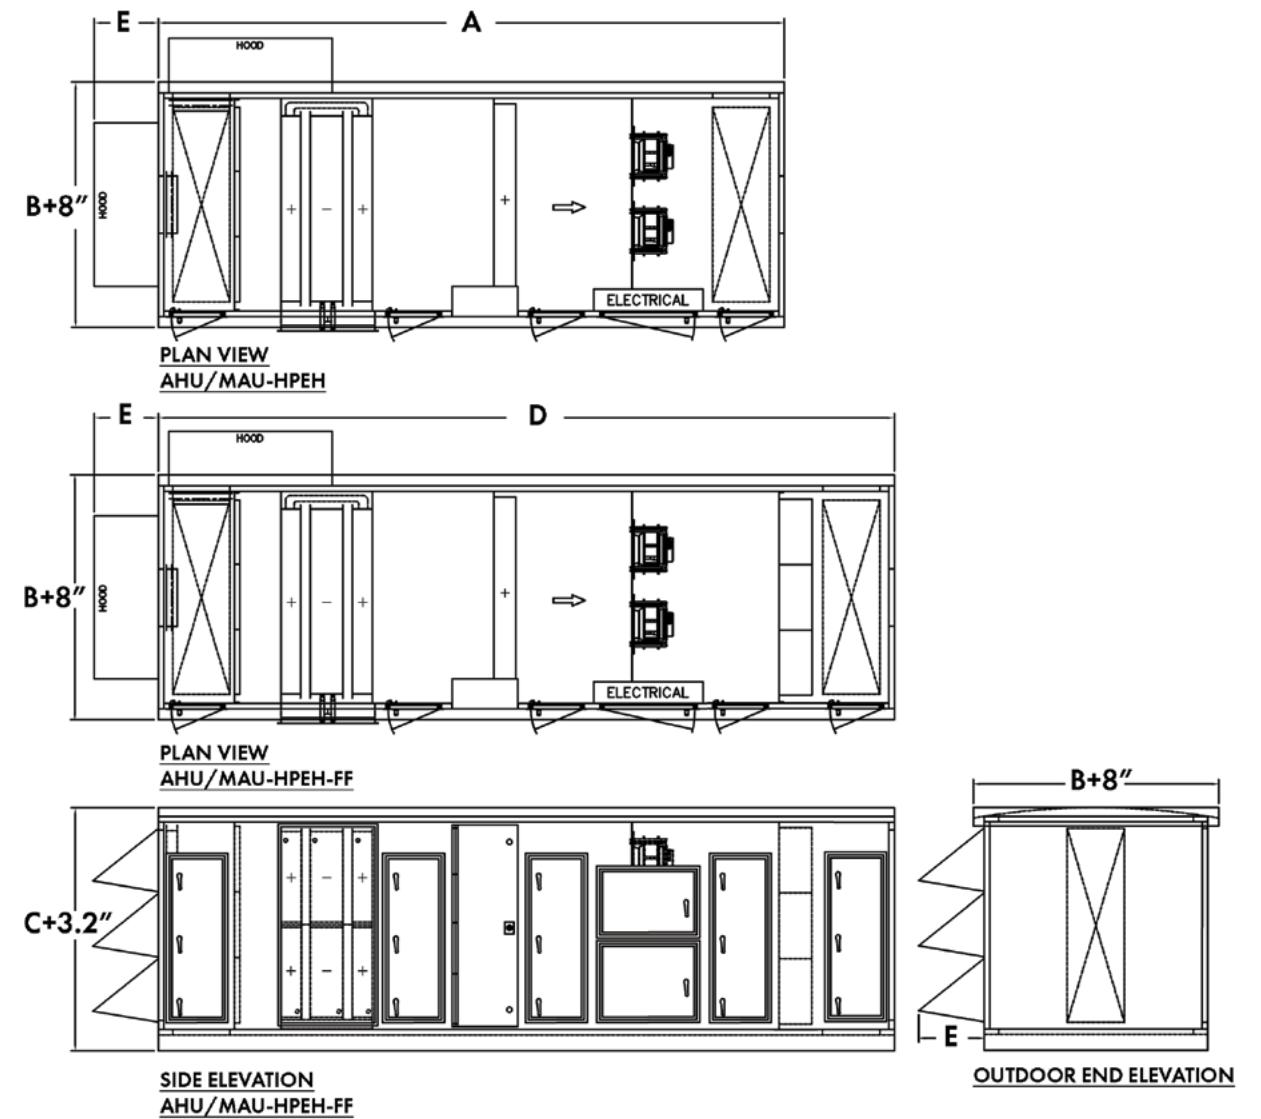 E
A
HOOD
B+8"
HOOD
ELECTRICAL
PLAN VIEW
AHU/MAU-HPEH
E
D
HOOD
B+8"
HOOD
ELECTRICAL
PLAN VIEW
AHU/MAU-HPEH-FF
B+8"
C+3.2"
E
SIDE ELEVATION
AHU/MAU-HPEH-FF
OUTDOOR END ELEVATION